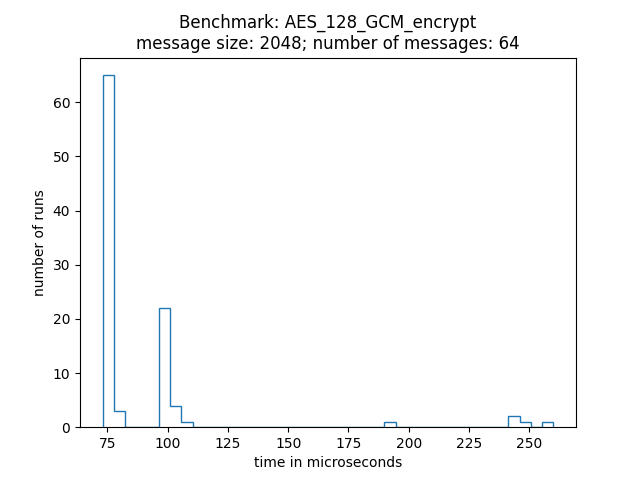 Benchmark: AES_128_GCM_encrypt
message size: 2048; number of messages: 64
number of runs
60
50
40
30
20
10
0
75 100 125 150 175 200 225 250
time in microseconds